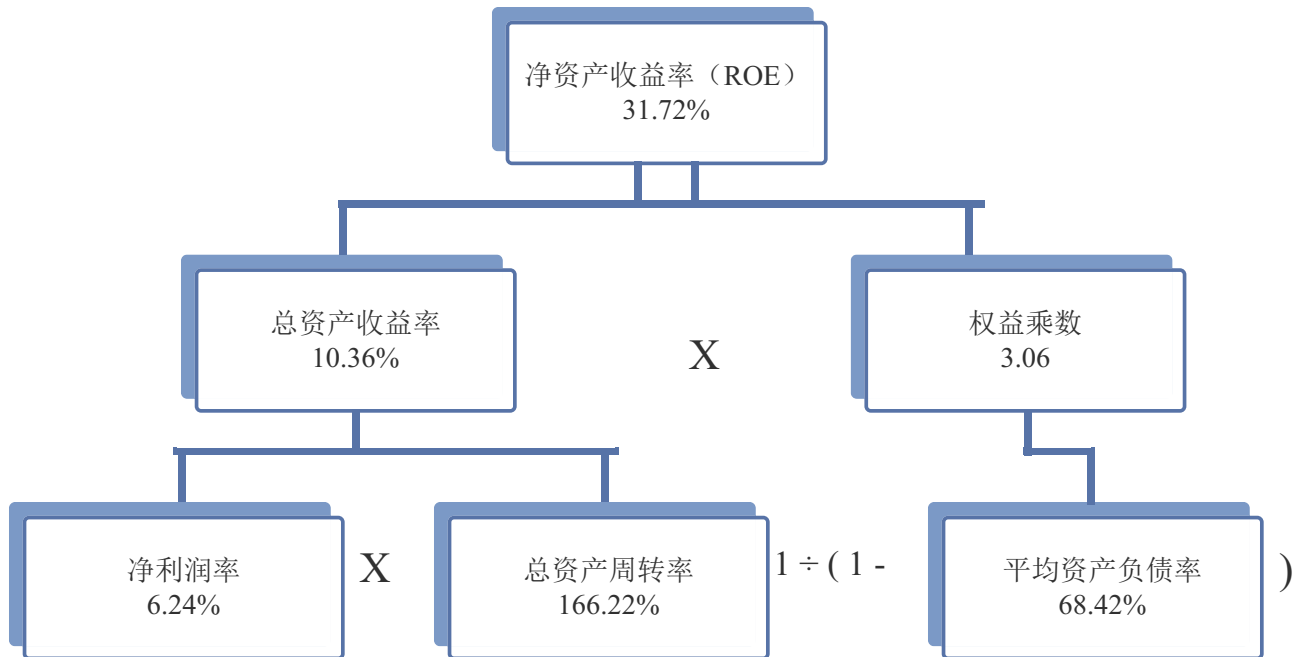 净资产收益率（ROE）
31.72%
总资产收益率
10.36%
X
权益乘数
3.06
净利润率
6.24%
X
总资产周转率
166.22%
1 ÷ ( 1 -
平均资产负债率
68.42%
)